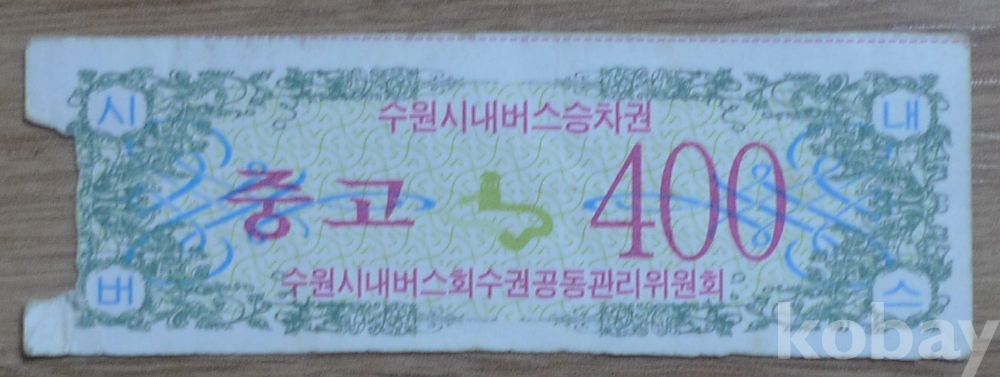 시 내
수원시내버스승차권
중고 400
수원시내버스회수권공동관리위원회
버 스
kobay